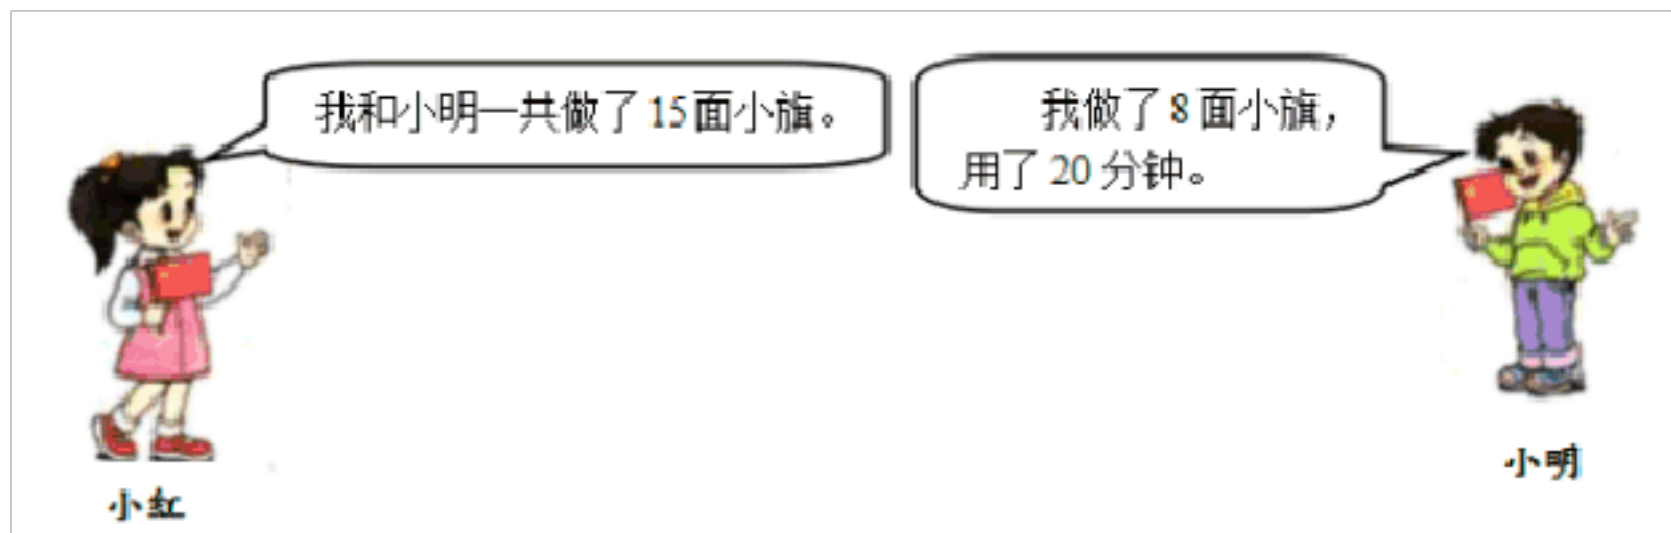 我和小明一共做了15面小旗。
我做了8面小旗，
用了20分钟。
小红
小明